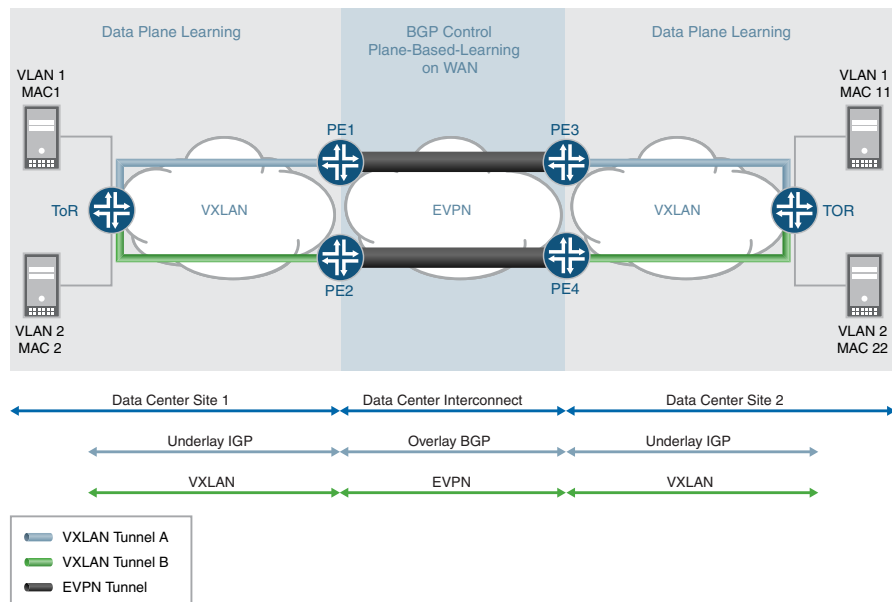 Data Plane Learning
BGP Control
Plane-Based-Learning
on WAN
Data Plane Learning
VLAN 1
MAC1
VLAN 1
MAC 11
PE1
PE3
ToR
VXLAN
EVPN
VXLAN
TOR
PE2
PE4
VLAN 2
MAC 2
VLAN 2
MAC 22
Data Center Site 1
Data Center Interconnect
Data Center Site 2
Underlay IGP
Overlay BGP
Underlay IGP
VXLAN
EVPN
VXLAN
VXLAN Tunnel A
VXLAN Tunnel B
EVPN Tunnel